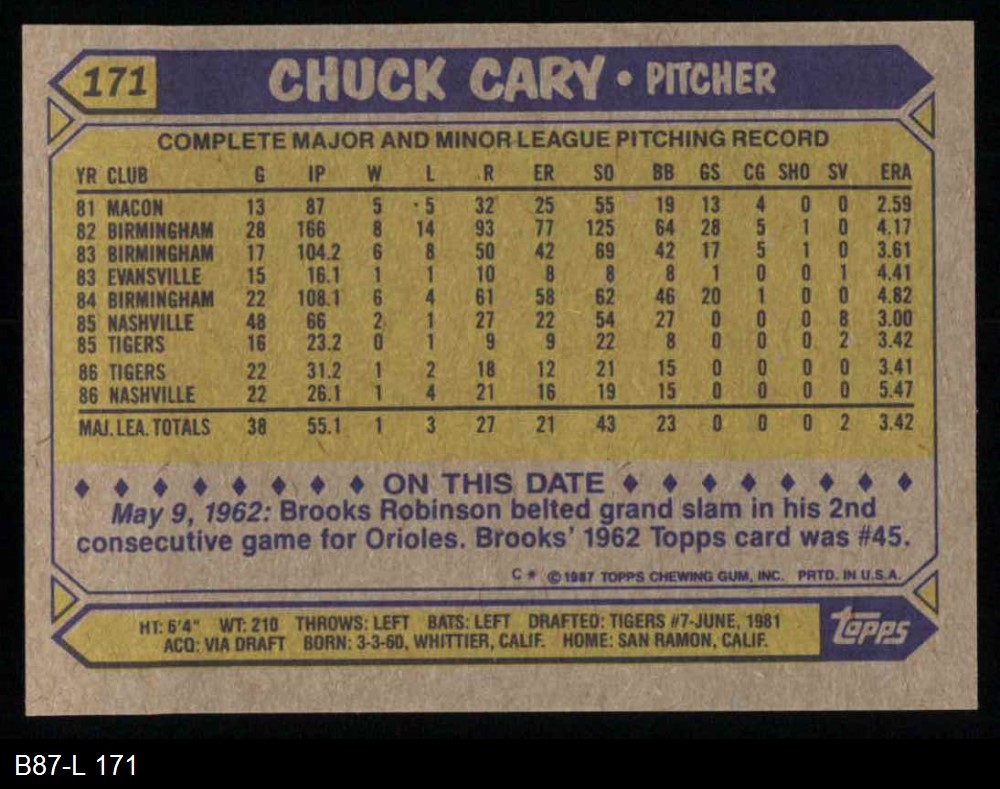 171 CHUCK CARY • PITCHER
COMPLETE MAJOR AND MINOR LEAGUE PITCHING RECORD
YR CLUB G IP W L R ER SO BB GS CG SHO SV ERA
81 MACON 13 87 5 5 32 25 55 19 13 4 0 0 2.59
82 BIRMINGHAM 28 166 8 14 93 77 125 64 28 5 1 0 4.17
83 BIRMINGHAM 17 104.2 6 8 50 42 69 42 17 5 1 0 3.61
83 EVANSVILLE 15 16.1 1 1 10 8 8 8 1 0 0 1 4.41
84 BIRMINGHAM 22 108.1 6 4 61 58 62 46 20 1 0 0 4.82
85 NASHVILLE 48 66 2 1 27 22 54 27 0 0 0 8 3.00
85 TIGERS 16 23.2 0 1 9 9 22 8 0 0 0 2 3.42
86 TIGERS 22 31.2 1 2 18 12 21 15 0 0 0 0 3.41
86 NASHVILLE 22 26.1 1 4 21 16 19 15 0 0 0 0 5.47
MAJ. LEA. TOTALS 38 55.1 1 3 27 21 43 23 0 0 0 2 3.42
♦ ♦ ♦ ♦ ♦ ♦ ♦ ♦ ON THIS DATE ♦ ♦ ♦ ♦ ♦ ♦ ♦ ♦
May 9, 1962: Brooks Robinson belted grand slam in his 2nd
consecutive game for Orioles. Brooks' 1962 Topps card was #45.
C * © 1987 TOPPS CHEWING GUM, INC. PRTD. IN U.S.A.
HT: 6'4" WT: 210 THROWS: LEFT BATS: LEFT DRAFTED: TIGERS #7-JUNE, 1981
ACQ: VIA DRAFT BORN: 3-3-60, WHITTIER, CALIF. HOME: SAN RAMON, CALIF.
Topps
B87-L 171